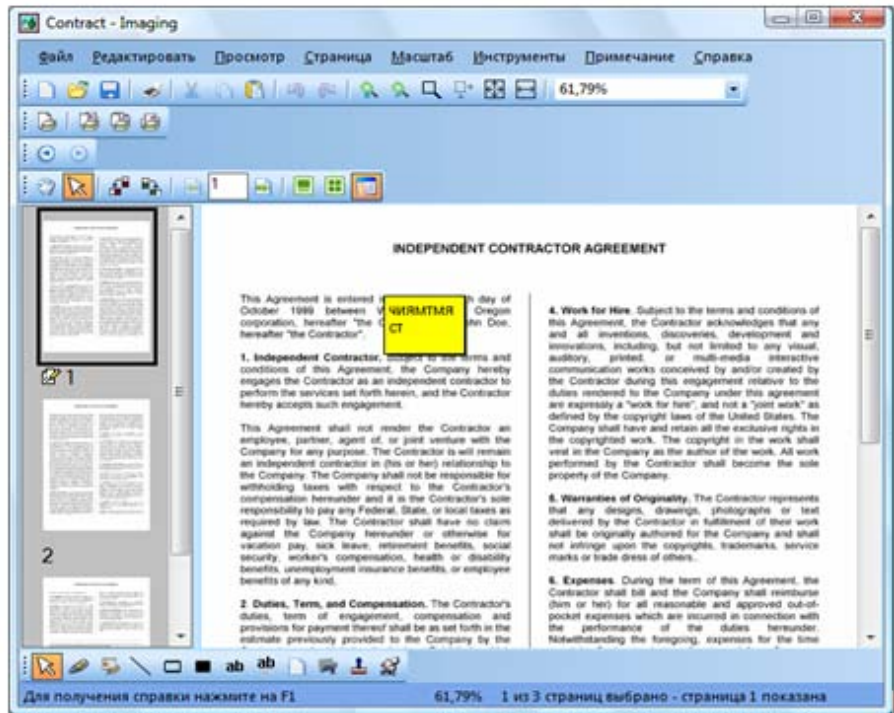 Contract - Imaging
Файл Редактировать Просмотр Страница Масштаб Инструменты Примечание Справка
61,79%
1
INDEPENDENT CONTRACTOR AGREEMENT
This Agreement is entered day of
October 1999 between Oregon
corporation, hereafter "the John Doe,
hereafter "the Contractor".
ЧИЯМТМЯ
СТ
1. Independent Contractor. Subject to the terms and
conditions of this Agreement, the Company hereby
engages the Contractor as an independent contractor to
perform the services set forth herein, and the Contractor
hereby accepts such engagement.
This Agreement shall not render the Contractor an
employee, partner, agent of, or joint venture with the
Company for any purpose. The Contractor is will remain
an independent contractor in (his or her) relationship to
the Company. The Company shall not be responsible for
withholding taxes with respect to the Contractor's
compensation hereunder and it is the Contractor's sole
responsibility to pay any Federal, State, or local taxes as
required by law. The Contractor shall have no claim
against the Company hereunder or otherwise for
vacation pay, sick leave, retirement benefits, social
security, worker's compensation, health or disability
benefits, unemployment insurance benefits, or employee
benefits of any kind.
2 Duties, Term, and Compensation. The Contractor's
duties, term of engagement, compensation and
provisions for payment thereof shall be as set forth in the
estimate previously provided to the Company by the
4. Work for Hire. Subject to the terms and conditions of
this Agreement, the Contractor acknowledges that any
and all inventions, discoveries, development and
innovations, including, but not limited to any visual,
auditory, printed, or multi-media interactive
communication works conceived by and/or created by
the Contractor during this engagement relative to the
duties rendered to the Company under this agreement
are expressly a "work for hire", and not a "joint work" as
defined by the copyright laws of the United States. The
Company shall have and retain all the exclusive rights in
the copyrighted work. The copyright in the work shall
vest in the Company as the author of the work. All work
performed by the Contractor shall become the sole
property of the Company.
5. Warranties of Originality. The Contractor represents
that any designs, drawings, photographs or text
delivered by the Contractor in fulfillment of their work
shall be originally authored for the Company and shall
not infringe upon the copyrights, trademarks, service
marks or trade dress of others.
6. Expenses. During the term of this Agreement, the
Contractor shall bill and the Company shall reimburse
(him or her) for all reasonable and approved out-of-
pocket expenses which are incurred in connection with
the performance of the duties hereunder.
Notwithstanding the foregoing, expenses for the time
1
2
ab ab
Для получения справки нажмите на F1 61,79% 1 из 3 страниц выбрано - страница 1 показана